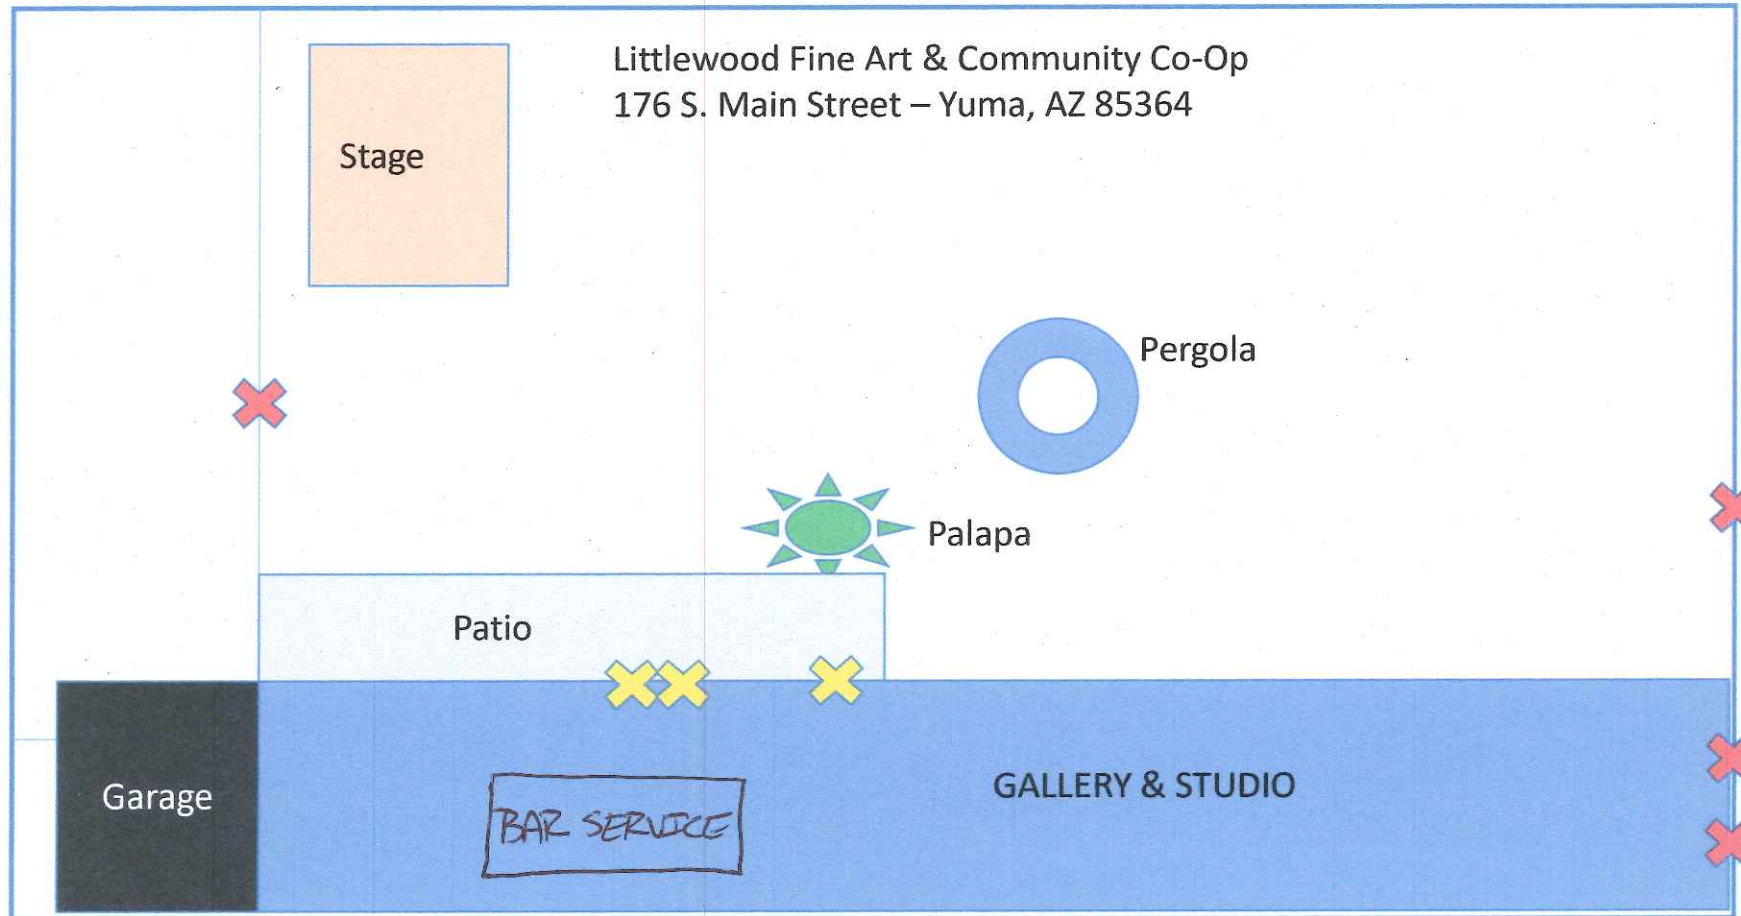 Littlewood Fine Art & Community Co-Op
176 S. Main Street – Yuma, AZ 85364
Stage
Pergola
Palapa
Patio
Garage
GALLERY & STUDIO
BAR SERVICE